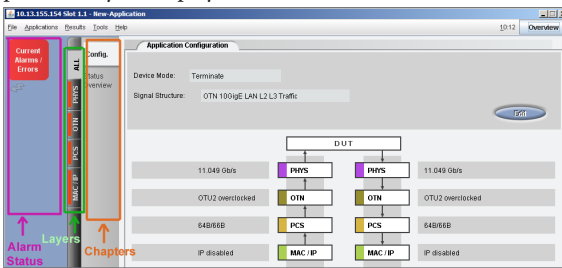 10.13.155.154 Slot 1.1 - New-Application
File Applications Results Tools Help
10:12 Overview
Current
Alarms /
Errors
ALL
PHYS
OTN
PCS
MAC/IP
Config.
Status
Overview
Application Configuration
Device Mode: Terminate
Signal Structure: OTN 10GigE LAN L2 L3 Traffic
Edit
DUT
11.049 Gb/s PHYS PHYS 11.049 Gb/s
OTU2 overclocked OTN OTN OTU2 overclocked
64B/66B PCS PCS 64B/66B
IP disabled MAC / IP MAC / IP IP disabled
Alarm
Status
Layers
Chapters